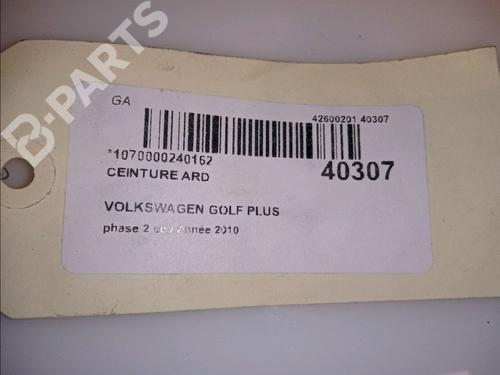 B-PARTS
GA
42600201 40307
*1070000240162
40307
CEINTURE ARD
VOLKSWAGEN GOLF PLUS
phase 2 / Année 2010